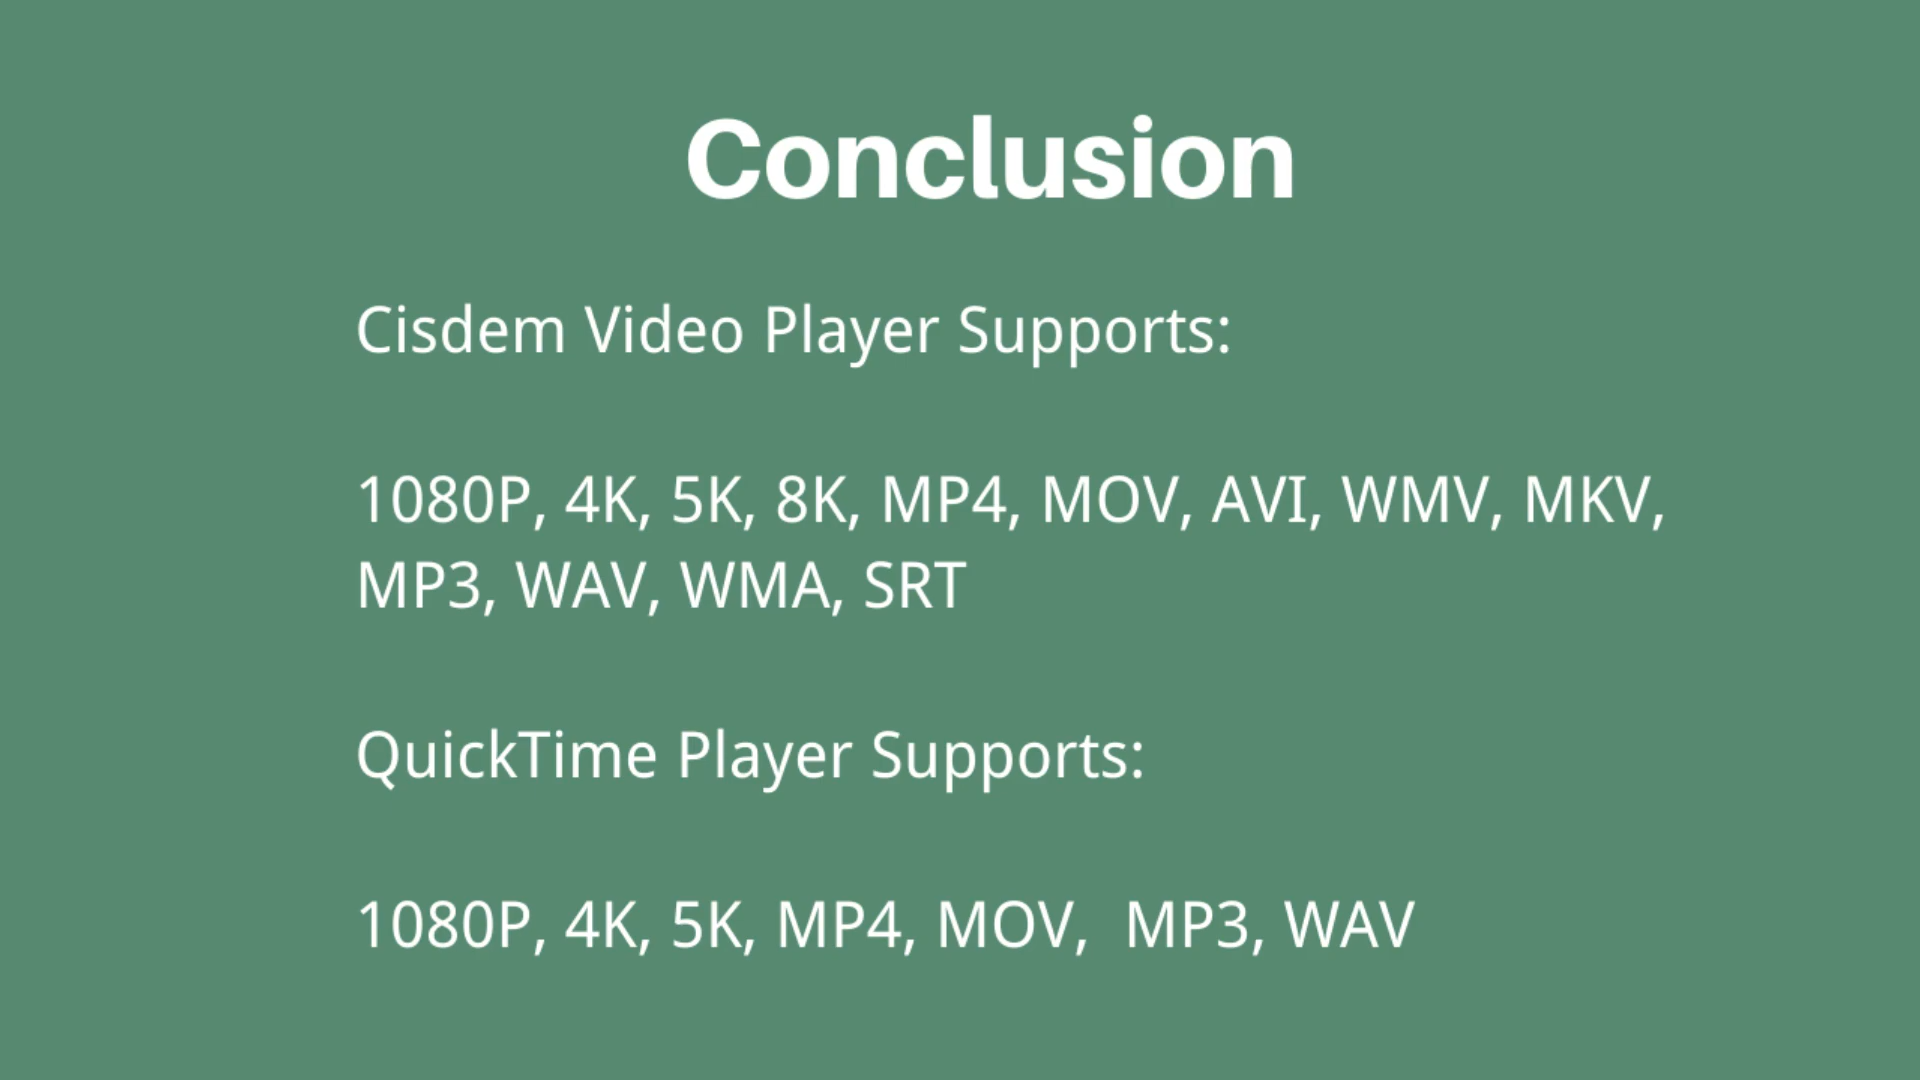 Conclusion
Cisdem Video Player Supports:
1080P, 4K, 5K, 8K, MP4, MOV, AVI, WMV, MKV,
MP3, WAV, WMA, SRT
QuickTime Player Supports:
1080P, 4K, 5K, MP4, MOV,  MP3, WAV